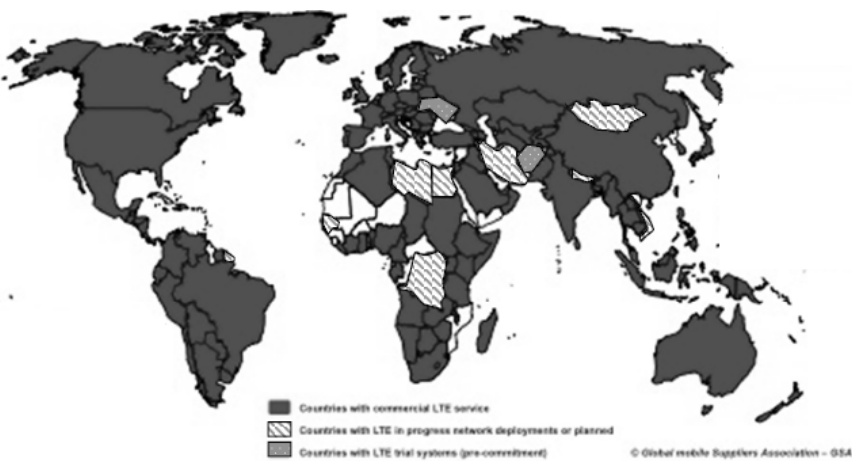 Countries with commercial LTE service
Countries with LTE in progress network deployments or planned
Countries with LTE trial systems (pre-commitment)
© Global mobile Suppliers Association – GSA